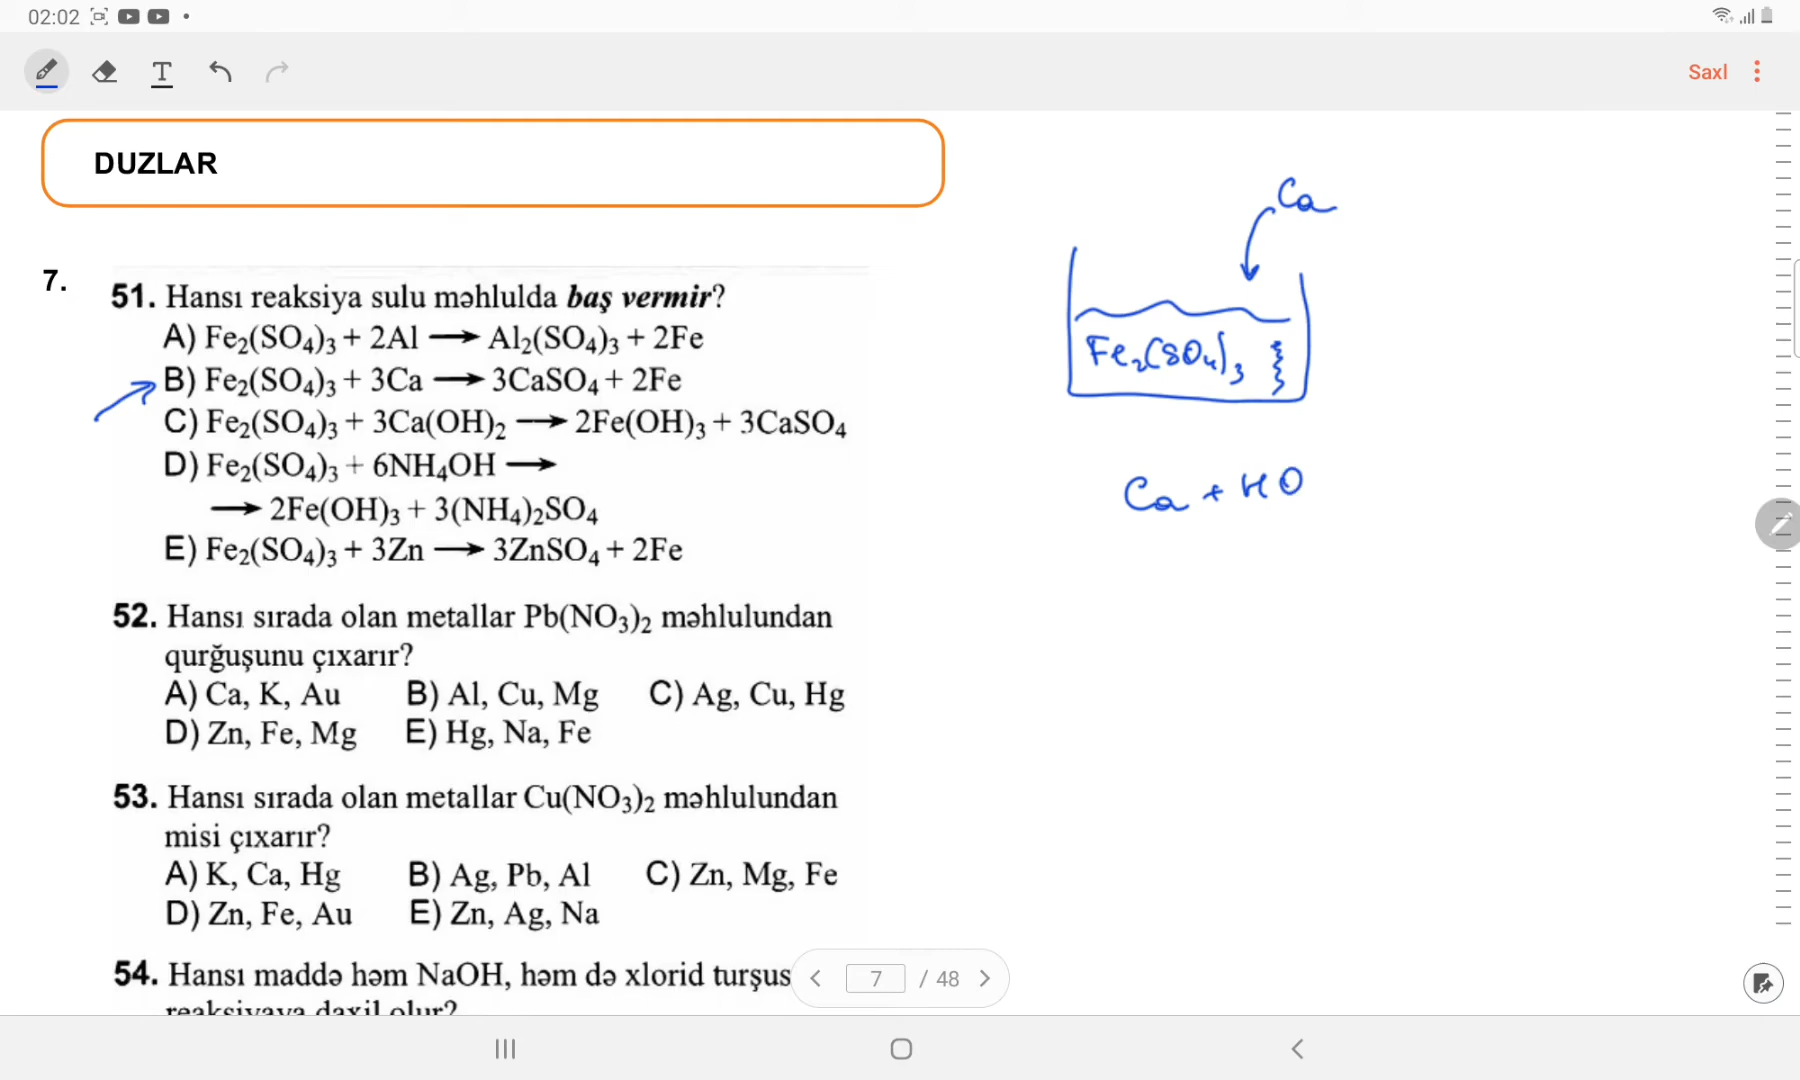 02:02
Saxl
DUZLAR
7.
51. Hansı reaksiya sulu məhlulda baş vermir?
A) Fe₂(SO₄)₃ + 2Al → Al₂(SO₄)₃ + 2Fe
B) Fe₂(SO₄)₃ + 3Ca → 3CaSO₄ + 2Fe
C) Fe₂(SO₄)₃ + 3Ca(OH)₂ → 2Fe(OH)₃ + 3CaSO₄
D) Fe₂(SO₄)₃ + 6NH₄OH →
→ 2Fe(OH)₃ + 3(NH₄)₂SO₄
E) Fe₂(SO₄)₃ + 3Zn → 3ZnSO₄ + 2Fe
52. Hansı sırada olan metallar Pb(NO₃)₂ məhlulundan
qurğuşunu çıxarır?
A) Ca, K, Au B) Al, Cu, Mg C) Ag, Cu, Hg
D) Zn, Fe, Mg E) Hg, Na, Fe
53. Hansı sırada olan metallar Cu(NO₃)₂ məhlulundan
misi çıxarır?
A) K, Ca, Hg B) Ag, Pb, Al C) Zn, Mg, Fe
D) Zn, Fe, Au E) Zn, Ag, Na
54. Hansı maddə həm NaOH, həm də xlorid turşus
reaksiyaya daxil olur?
Ca
Fe₂(SO₄)₃
Ca + HO
7 / 48